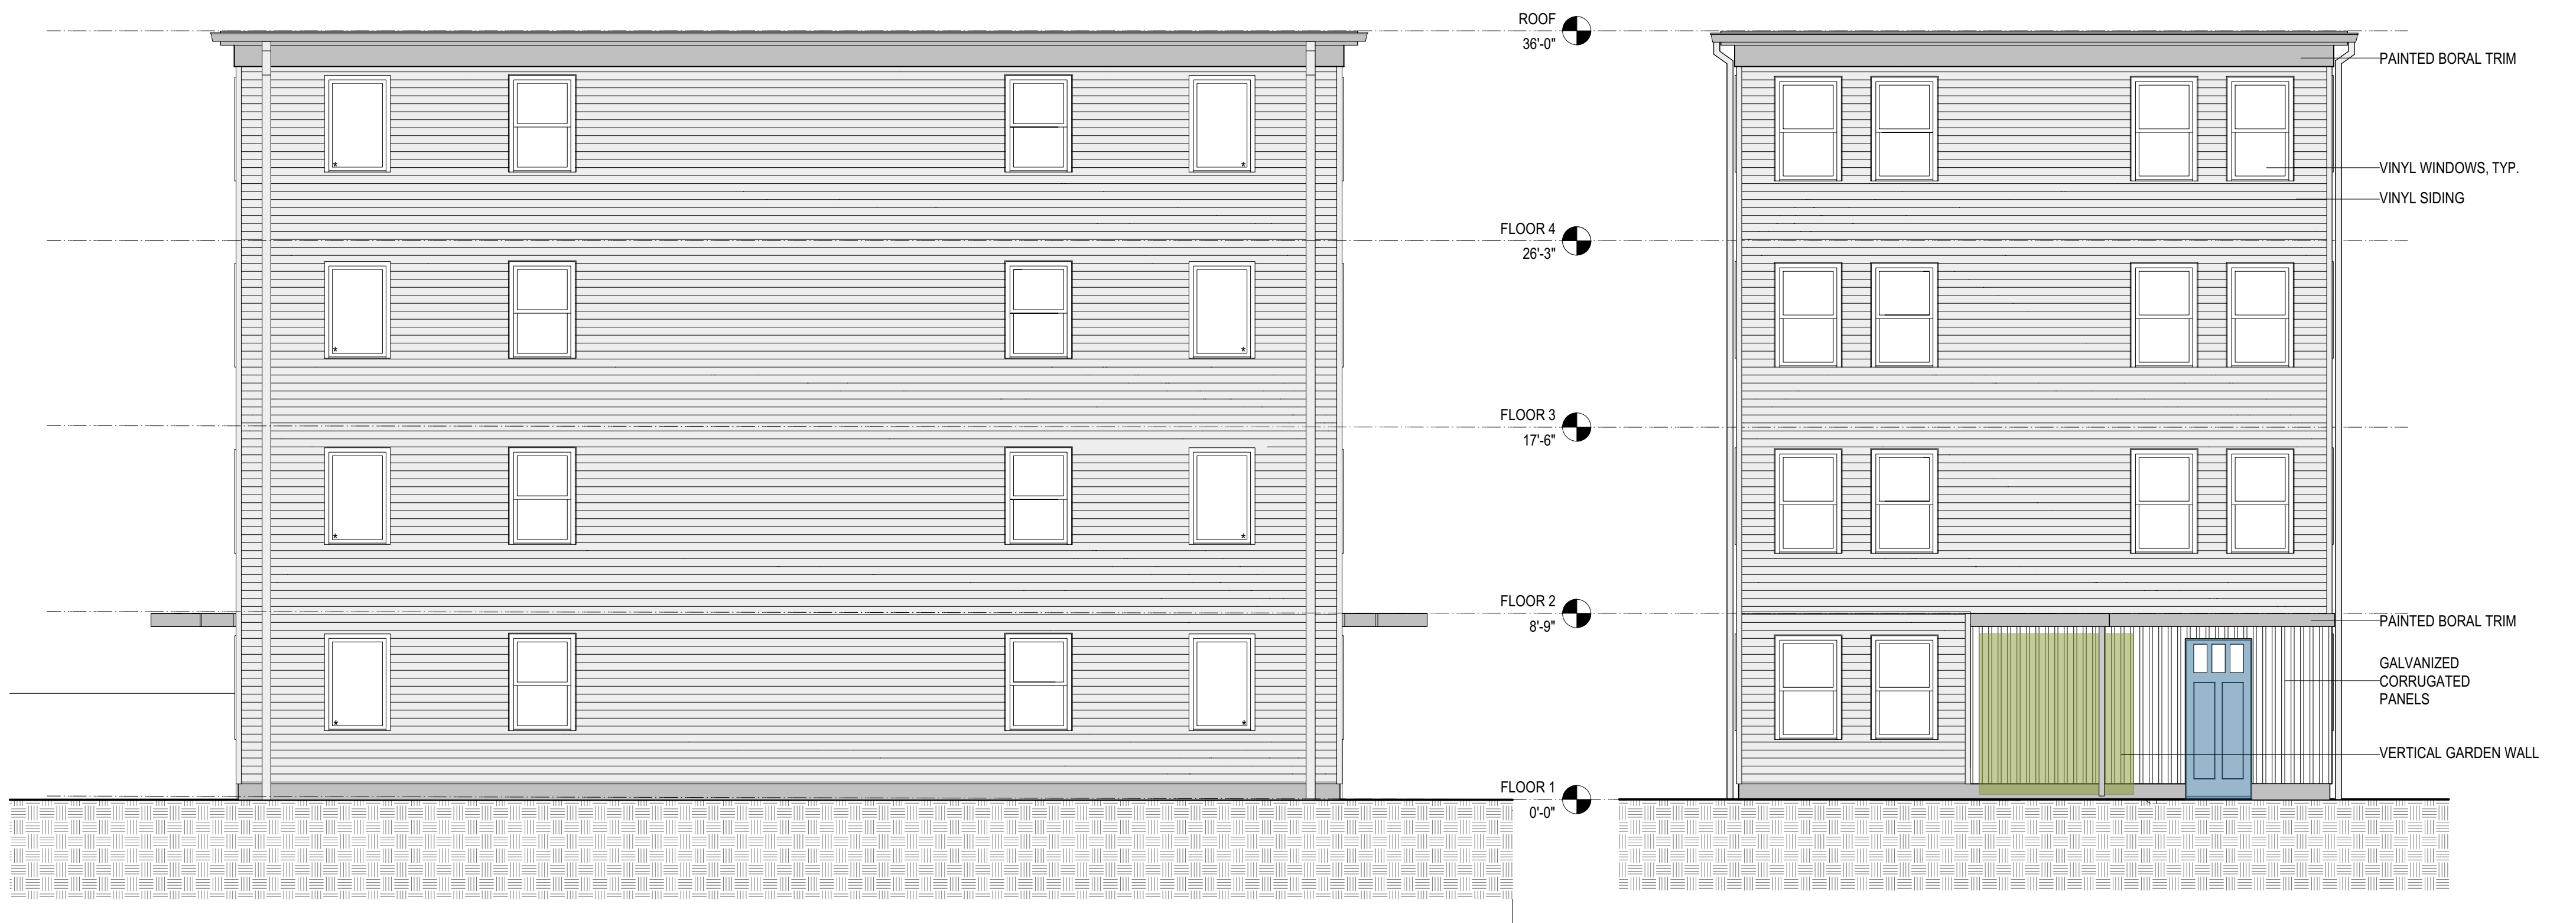 ROOF
36'-0"
PAINTED BORAL TRIM
VINYL WINDOWS, TYP.
VINYL SIDING
FLOOR 4
26'-3"
FLOOR 3
17'-6"
FLOOR 2
8'-9"
PAINTED BORAL TRIM
GALVANIZED
CORRUGATED
PANELS
VERTICAL GARDEN WALL
FLOOR 1
0'-0"